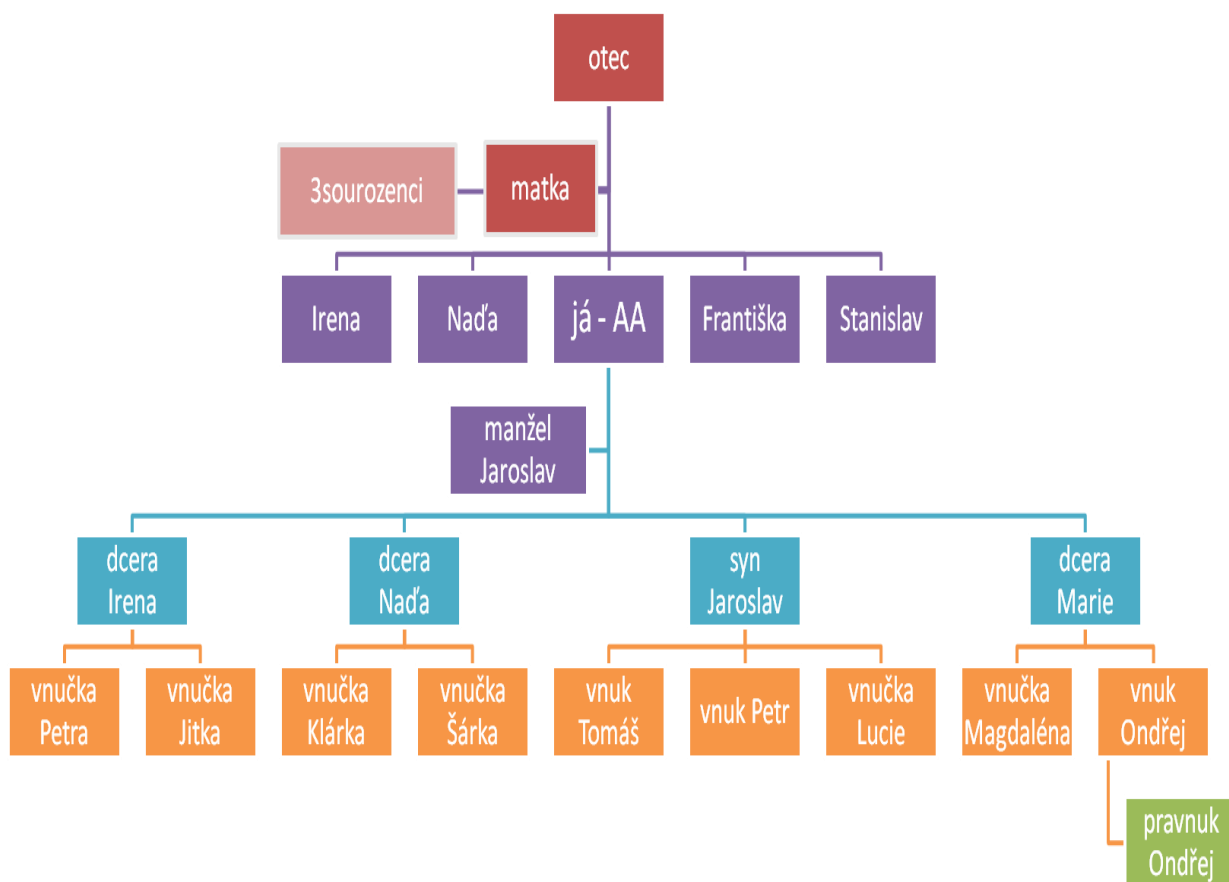 otec
3sourozenci
matka
Irena
Naďa
já - AA
Františka
Stanislav
manžel
Jaroslav
dcera
Irena
dcera
Naďa
syn
Jaroslav
dcera
Marie
vnučka
Petra
vnučka
Jitka
vnučka
Klárka
vnučka
Šárka
vnuk
Tomáš
vnuk Petr
vnučka
Lucie
vnučka
Magdaléna
vnuk
Ondřej
pravnuk
Ondřej